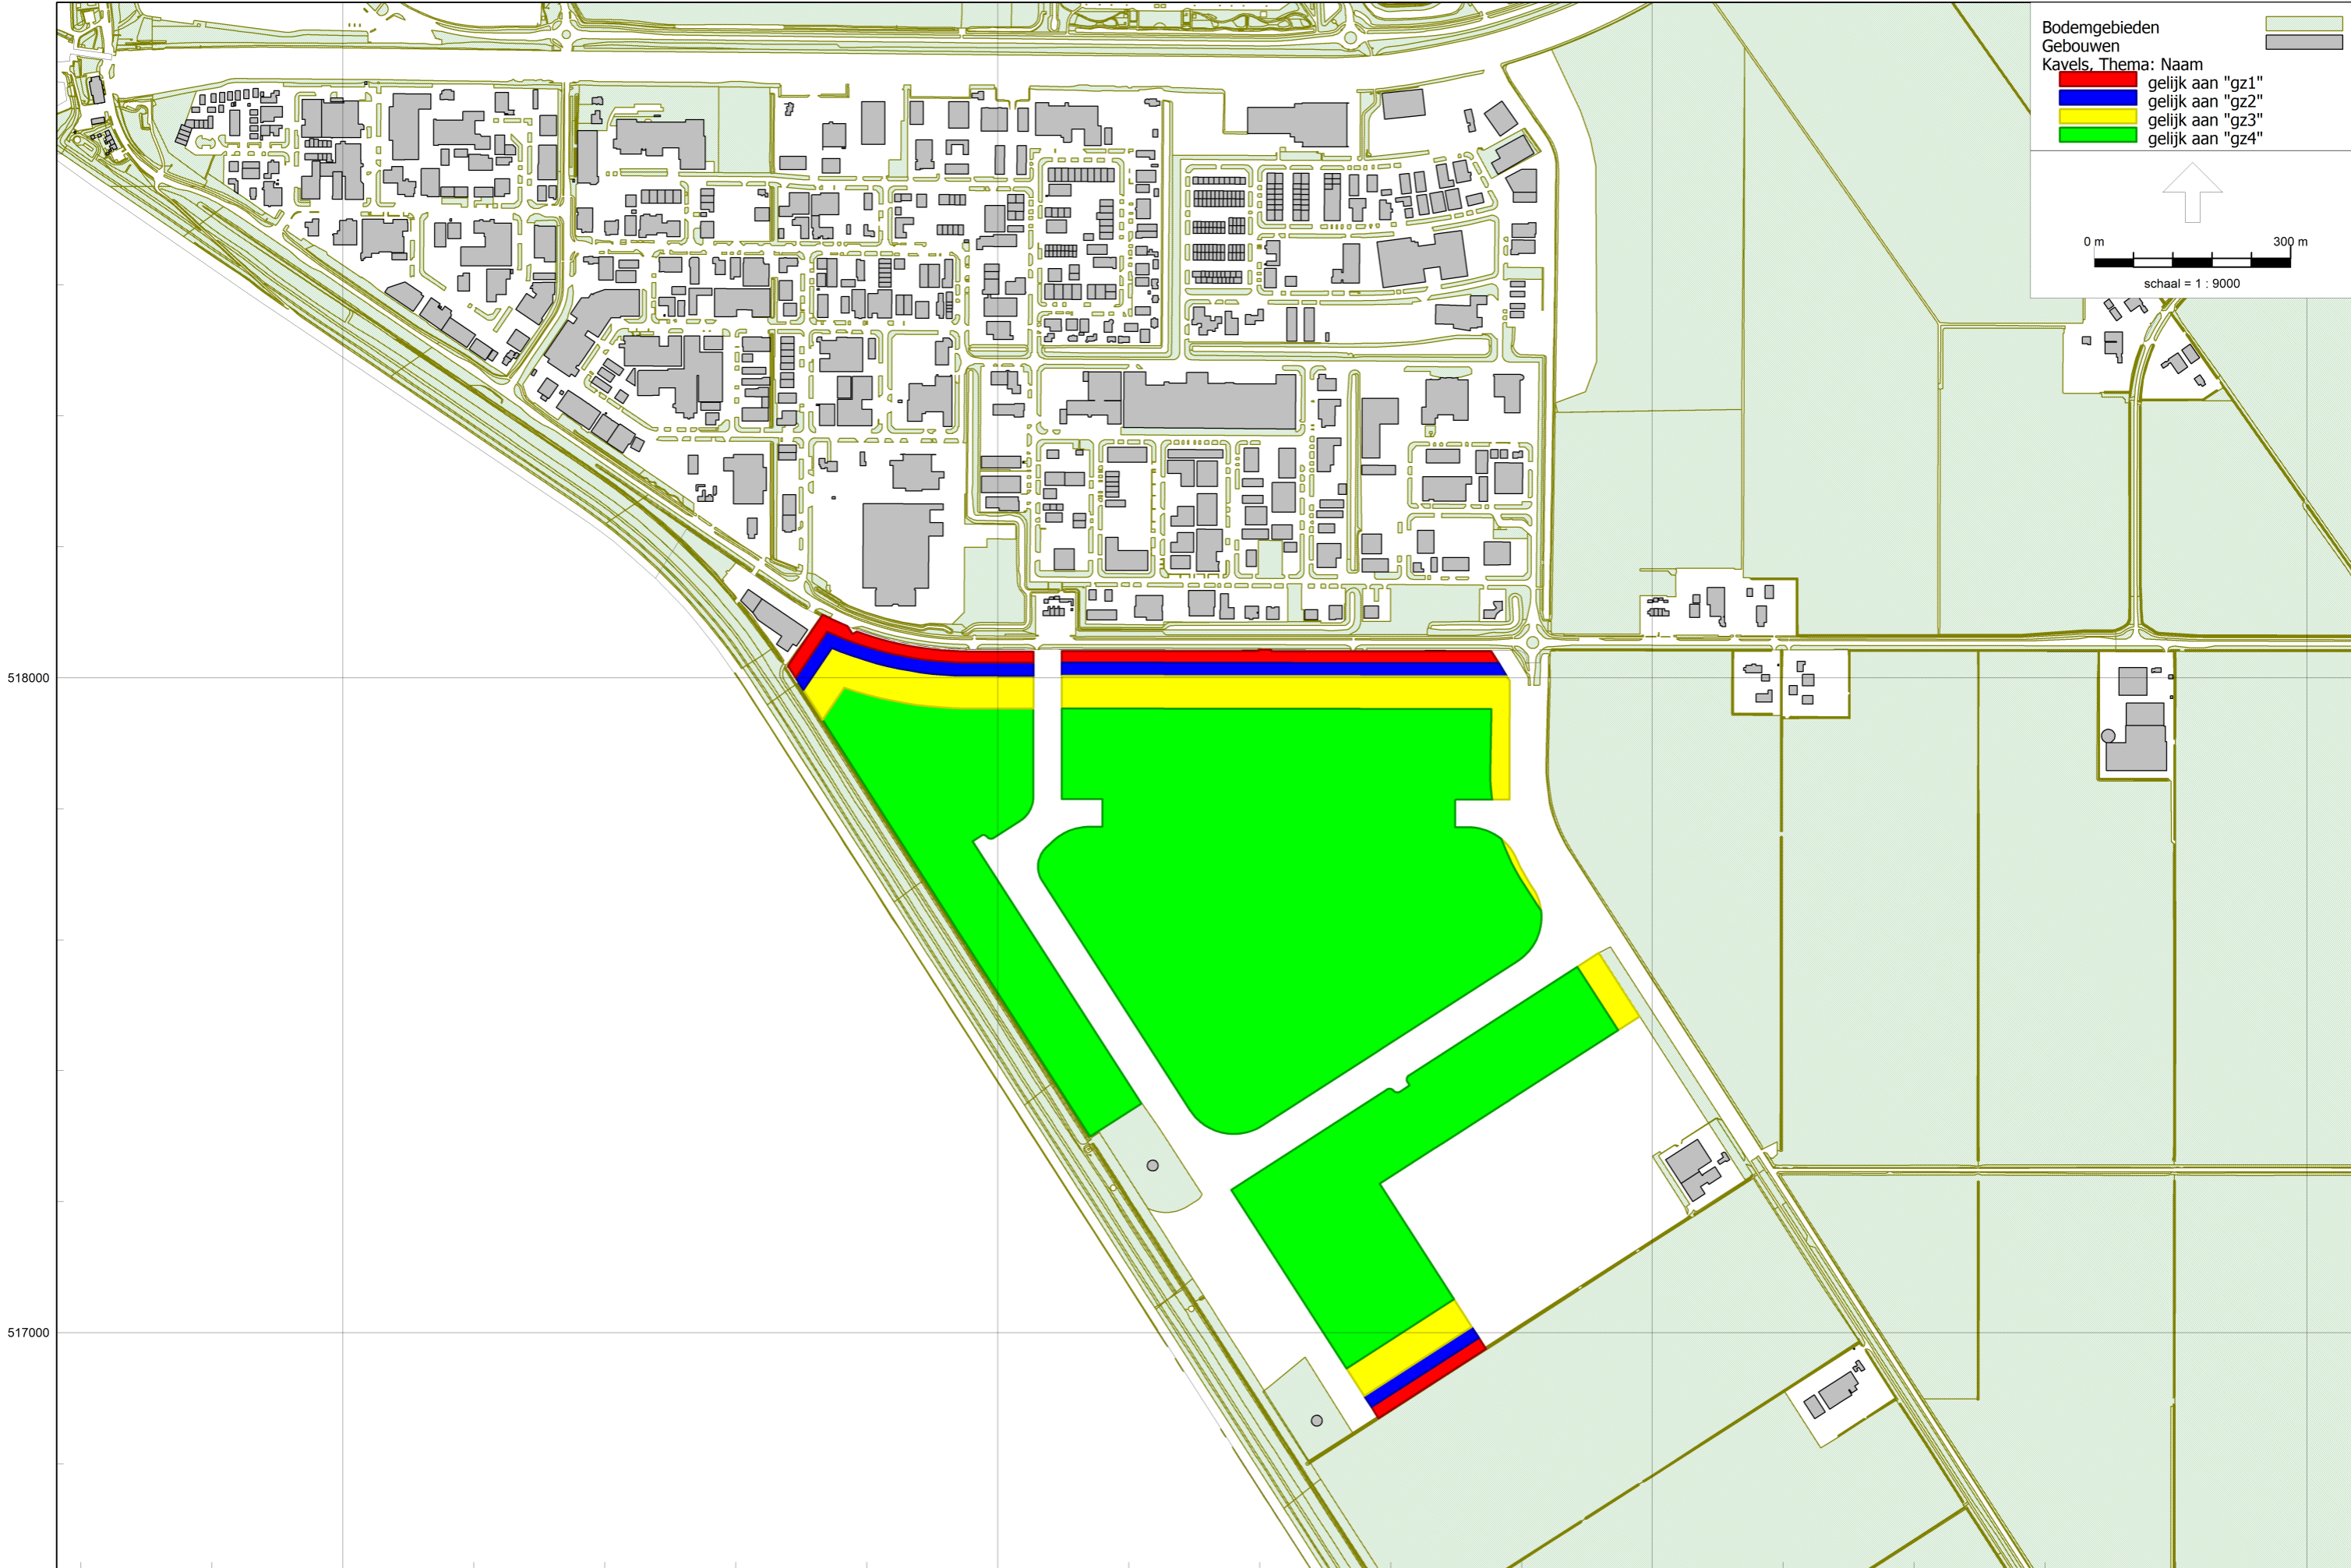 Bodemgebieden
Gebouwen
Kavels, Thema: Naam
gelijk aan "gz1"
gelijk aan "gz2"
gelijk aan "gz3"
gelijk aan "gz4"
0 m 300 m
schaal = 1 : 9000
518000
517000